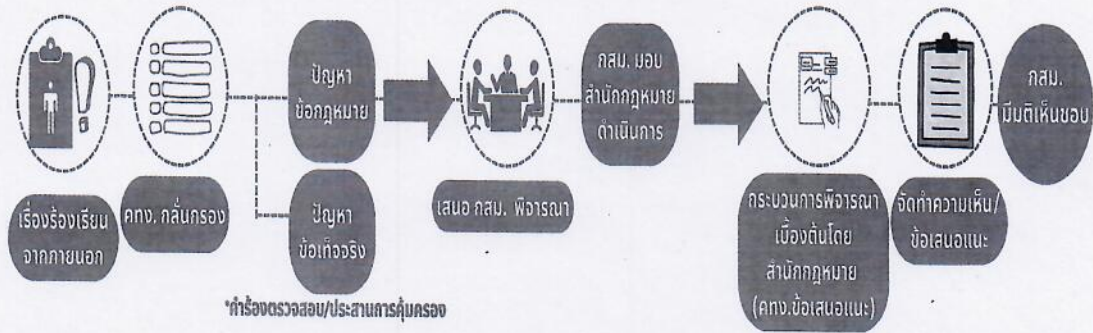 เรื่องร้องเรียน
จากภายนอก
คทง. กลั่นกรอง
ปัญหา
ข้อกฎหมาย
ปัญหา
ข้อเท็จจริง
*คำร้องตรวจสอบ/ประสานการคุ้มครอง
เสนอ กสม. พิจารณา
กสม. มอบ
สำนักกฎหมาย
ดำเนินการ
กระบวนการพิจารณา
เบื้องต้นโดย
สำนักกฎหมาย
(คทง.ข้อเสนอแนะ)
จัดทำความเห็น/
ข้อเสนอแนะ
กสม.
มีมติเห็นชอบ